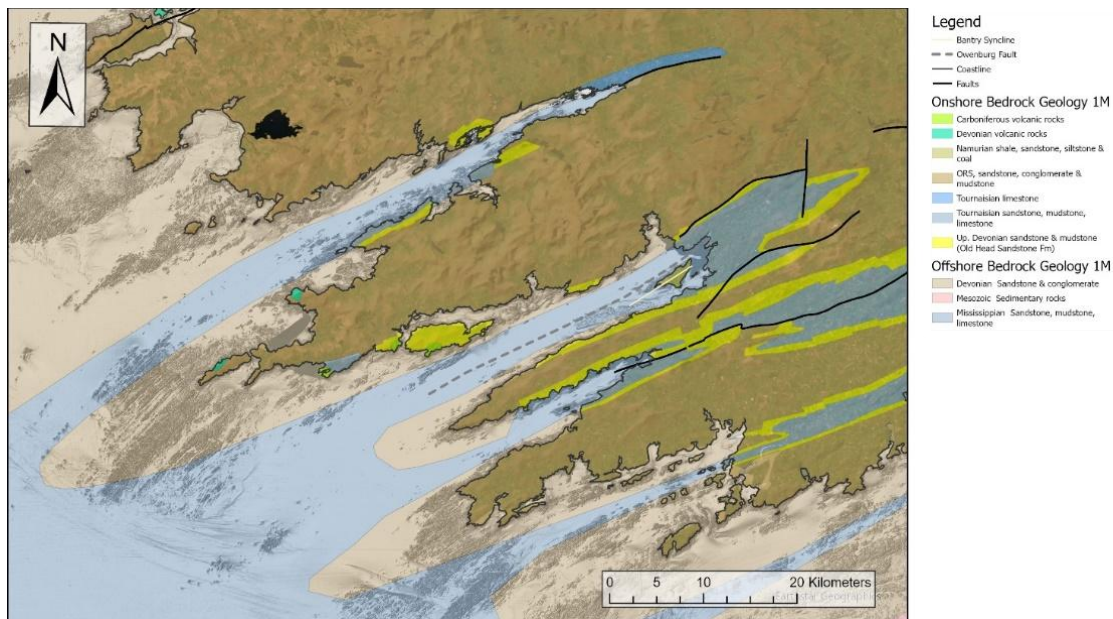 N
Legend
Bantry Syncline
Owenburg Fault
Coastline
Faults
Onshore Bedrock Geology 1M
Carboniferous volcanic rocks
Devonian volcanic rocks
Namurian shale, sandstone, siltstone &
coal
ORS, sandstone, conglomerate &
mudstone
Tournaisian limestone
Tournaisian sandstone, mudstone,
limestone
Up. Devonian sandstone & mudstone
(Old Head Sandstone Fm)
Offshore Bedrock Geology 1M
Devonian Sandstone & conglomerate
Mesozoic Sedimentary rocks
Mississippian Sandstone, mudstone,
limestone
0 5 10 20 Kilometers
Earthstar Geographics